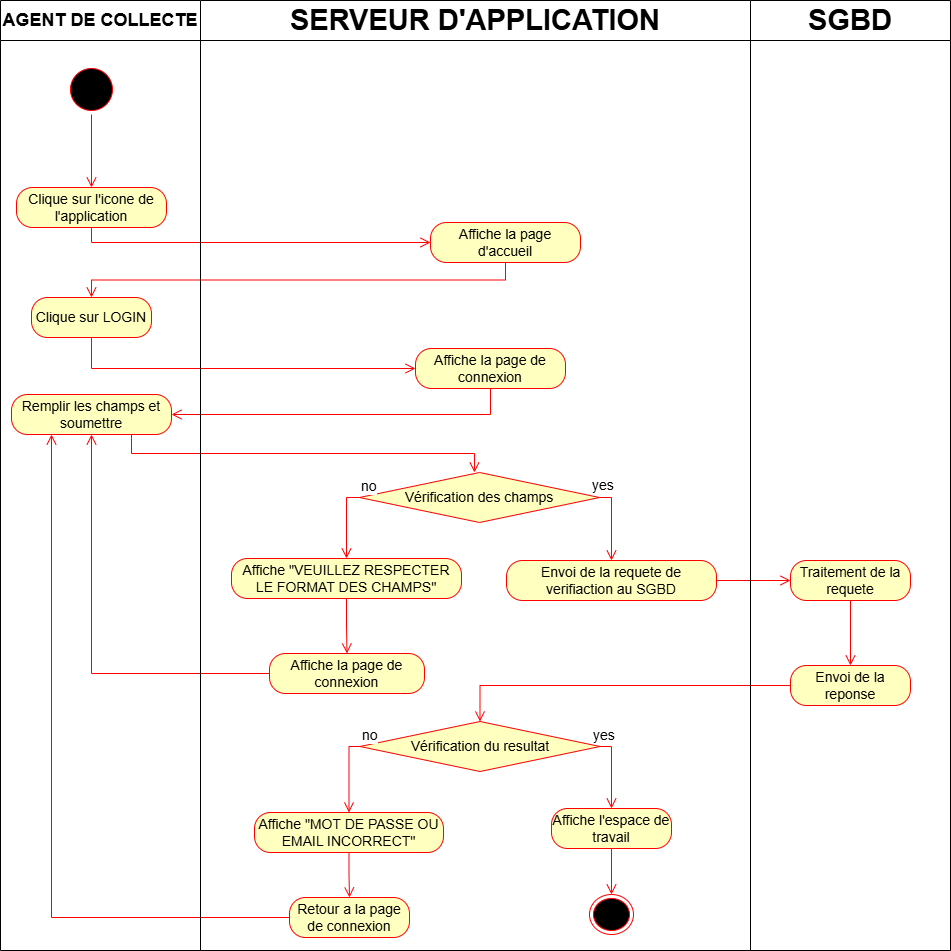 AGENT DE COLLECTE
SERVEUR D'APPLICATION
SGBD
Clique sur l'icone de
l'application
Affiche la page
d'accueil
Clique sur LOGIN
Affiche la page de
connexion
Remplir les champs et
soumettre
no
Vérification des champs
yes
Affiche "VEUILLEZ RESPECTER
LE FORMAT DES CHAMPS"
Envoi de la requete de
verifiaction au SGBD
Traitement de la
requete
Affiche la page de
connexion
Envoi de la
reponse
no
Vérification du resultat
yes
Affiche "MOT DE PASSE OU
EMAIL INCORRECT"
Affiche l'espace de
travail
Retour a la page
de connexion